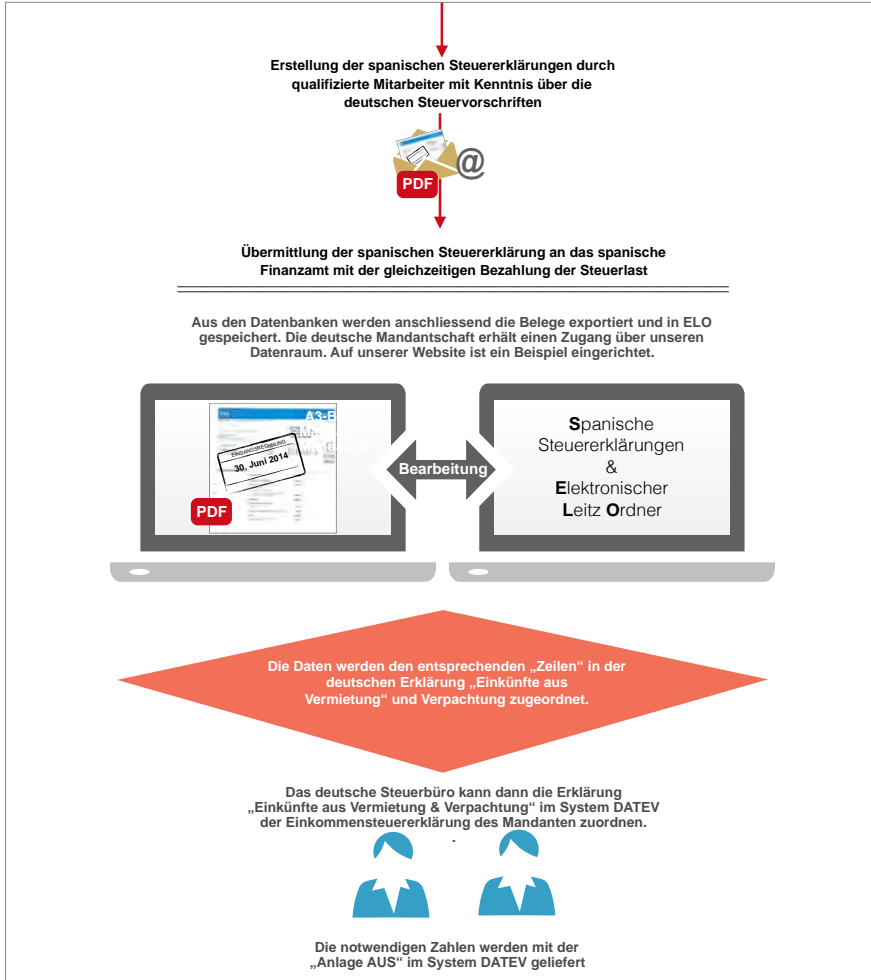 Erstellung der spanischen Steuererklärungen durch
qualifizierte Mitarbeiter mit Kenntnis über die
deutschen Steuervorschriften
@
PDF
Übermittlung der spanischen Steuererklärung an das spanische
Finanzamt mit der gleichzeitigen Bezahlung der Steuerlast
Aus den Datenbanken werden anschliessend die Belege exportiert und in ELO
gespeichert. Die deutsche Mandantschaft erhält einen Zugang über unseren
Datenraum. Auf unserer Website ist ein Beispiel eingerichtet.
A3-E
EINGANGSRECHNUNG
30. Juni 2014
PDF
Bearbeitung
Spanische
Steuererklärungen
&
Elektronischer
Leitz Ordner
Die Daten werden den entsprechenden „Zeilen“ in der
deutschen Erklärung „Einkünfte aus
Vermietung“ und Verpachtung zugeordnet.
Das deutsche Steuerbüro kann dann die Erklärung
„Einkünfte aus Vermietung & Verpachtung“ im System DATEV
der Einkommensteuererklärung des Mandanten zuordnen.
.
Die notwendigen Zahlen werden mit der
„Anlage AUS“ im System DATEV geliefert